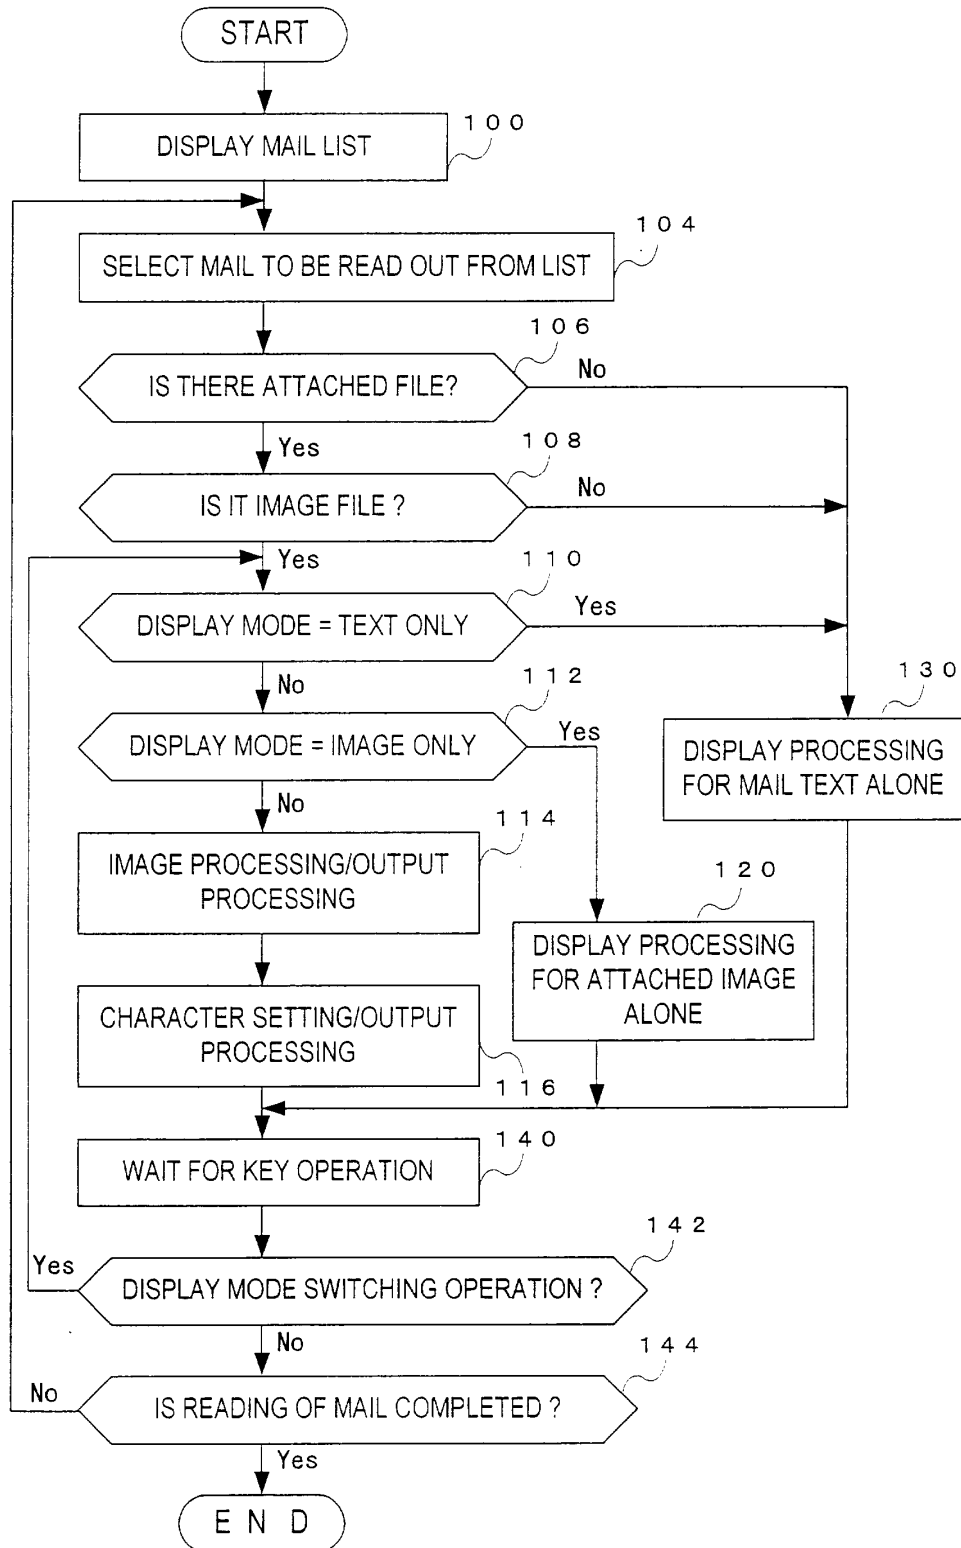 START
100
DISPLAY MAIL LIST
104
SELECT MAIL TO BE READ OUT FROM LIST
106
IS THERE ATTACHED FILE?
No
Yes
108
IS IT IMAGE FILE ?
No
Yes
110
DISPLAY MODE = TEXT ONLY
Yes
No
112
DISPLAY MODE = IMAGE ONLY
Yes
No
130
DISPLAY PROCESSING
FOR MAIL TEXT ALONE
114
IMAGE PROCESSING/OUTPUT
PROCESSING
120
DISPLAY PROCESSING
FOR ATTACHED IMAGE
ALONE
CHARACTER SETTING/OUTPUT
PROCESSING
116
140
WAIT FOR KEY OPERATION
142
Yes
DISPLAY MODE SWITCHING OPERATION ?
No
144
No
IS READING OF MAIL COMPLETED ?
Yes
END